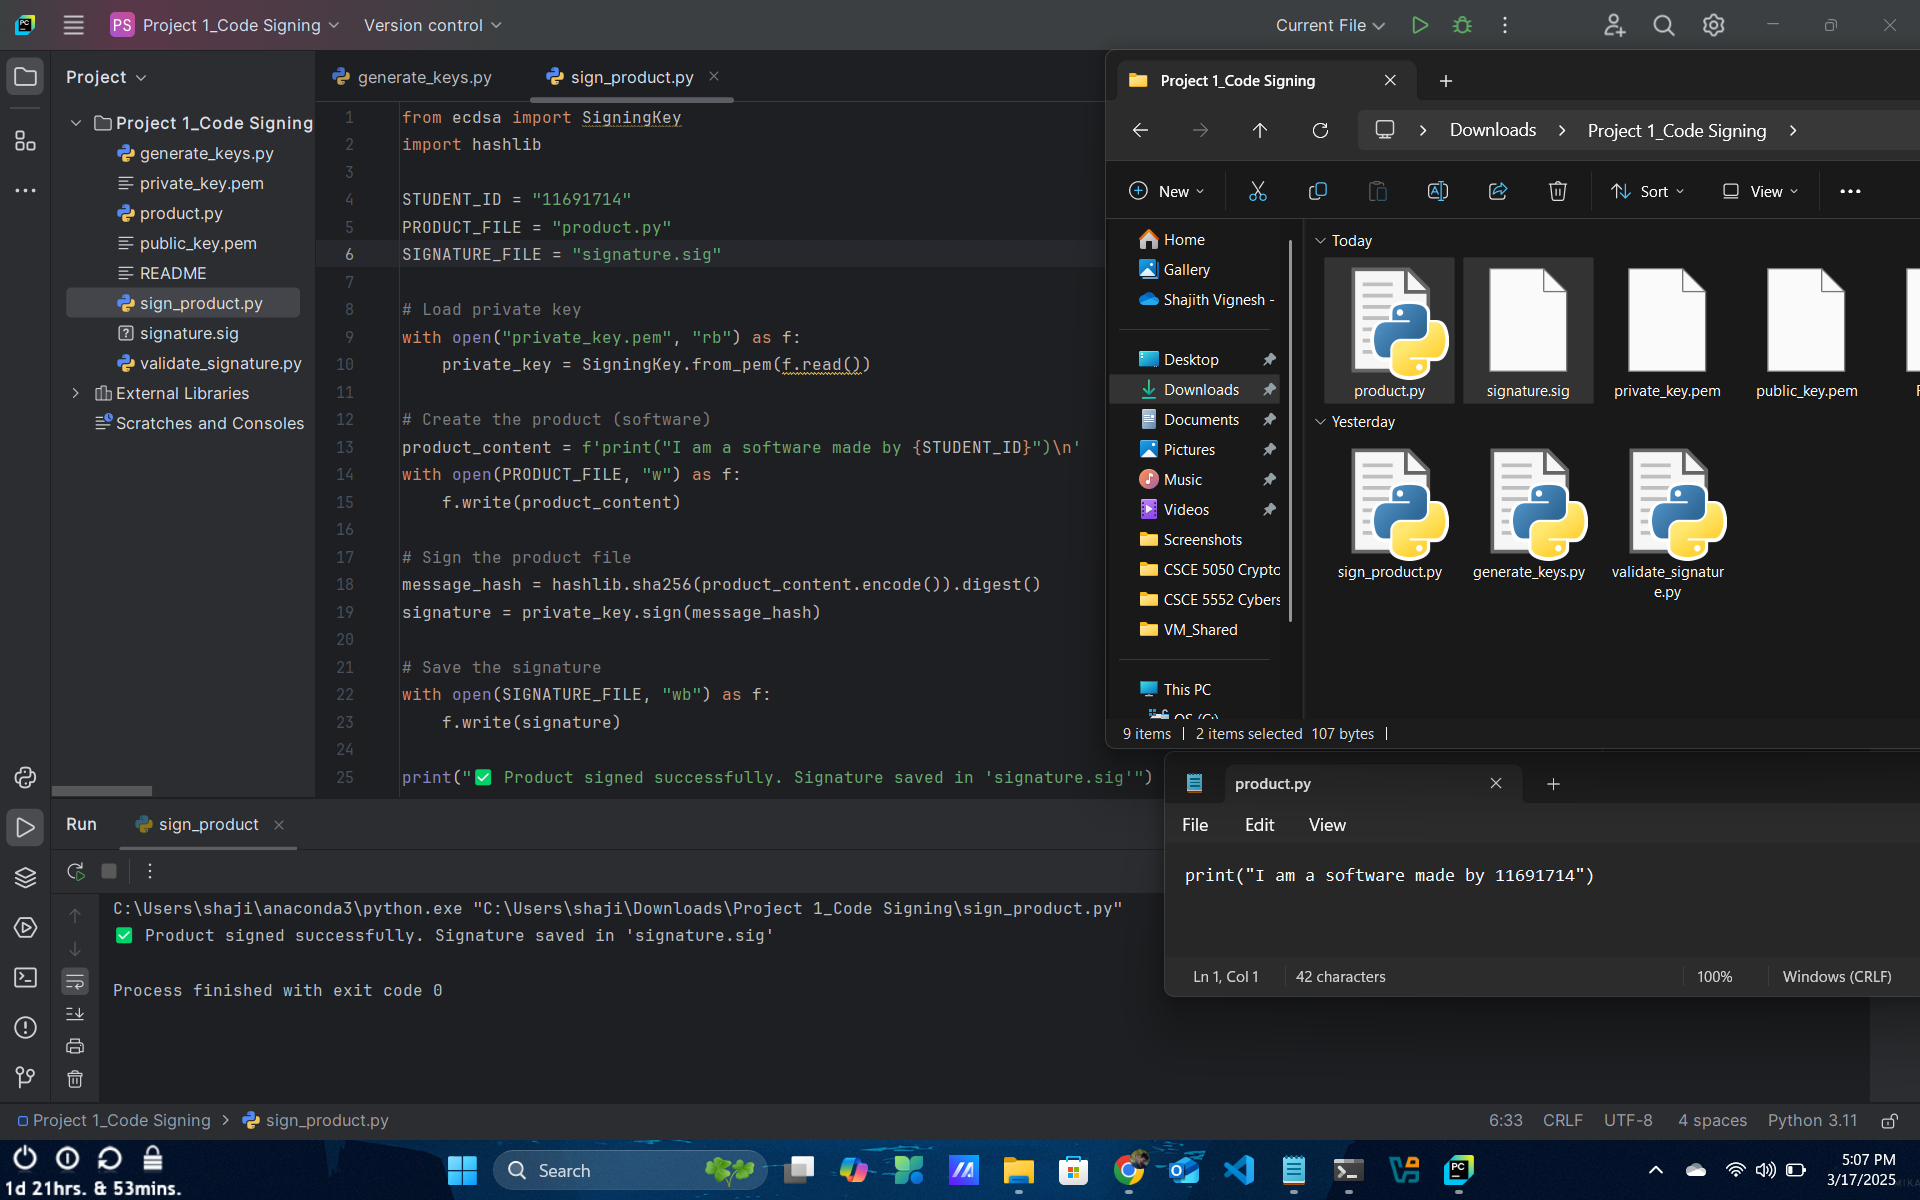 PS Project 1_Code Signing Version control Current File
Project
Project 1_Code Signing
generate_keys.py
private_key.pem
product.py
public_key.pem
README
sign_product.py
signature.sig
validate_signature.py
External Libraries
Scratches and Consoles
generate_keys.py sign_product.py
1 from ecdsa import SigningKey
2 import hashlib
3
4 STUDENT_ID = "11691714"
5 PRODUCT_FILE = "product.py"
6 SIGNATURE_FILE = "signature.sig"
7
8 # Load private key
9 with open("private_key.pem", "rb") as f:
10 private_key = SigningKey.from_pem(f.read())
11
12 # Create the product (software)
13 product_content = f'print("I am a software made by {STUDENT_ID}")\n'
14 with open(PRODUCT_FILE, "w") as f:
15 f.write(product_content)
16
17 # Sign the product file
18 message_hash = hashlib.sha256(product_content.encode()).digest()
19 signature = private_key.sign(message_hash)
20
21 # Save the signature
22 with open(SIGNATURE_FILE, "wb") as f:
23 f.write(signature)
24
25 print("✅ Product signed successfully. Signature saved in 'signature.sig'")
Project 1_Code Signing
Downloads Project 1_Code Signing
New Sort View
Home
Gallery
Shajith Vignesh -
Desktop
Downloads
Documents
Pictures
Music
Videos
Screenshots
CSCE 5050 Crypto
CSCE 5552 Cybers
VM_Shared
This PC
OS (C:)
Today
product.py signature.sig private_key.pem public_key.pem
Yesterday
sign_product.py generate_keys.py validate_signatur
e.py
9 items 2 items selected 107 bytes
product.py
File Edit View
print("I am a software made by 11691714")
Ln 1, Col 1 42 characters 100% Windows (CRLF)
Run sign_product
C:\Users\shaji\anaconda3\python.exe "C:\Users\shaji\Downloads\Project 1_Code Signing\sign_product.py"
✅ Product signed successfully. Signature saved in 'signature.sig'
Process finished with exit code 0
Project 1_Code Signing sign_product.py 6:33 CRLF UTF-8 4 spaces Python 3.11
1d 21hrs. & 53mins.
Search
5:07 PM
3/17/2025